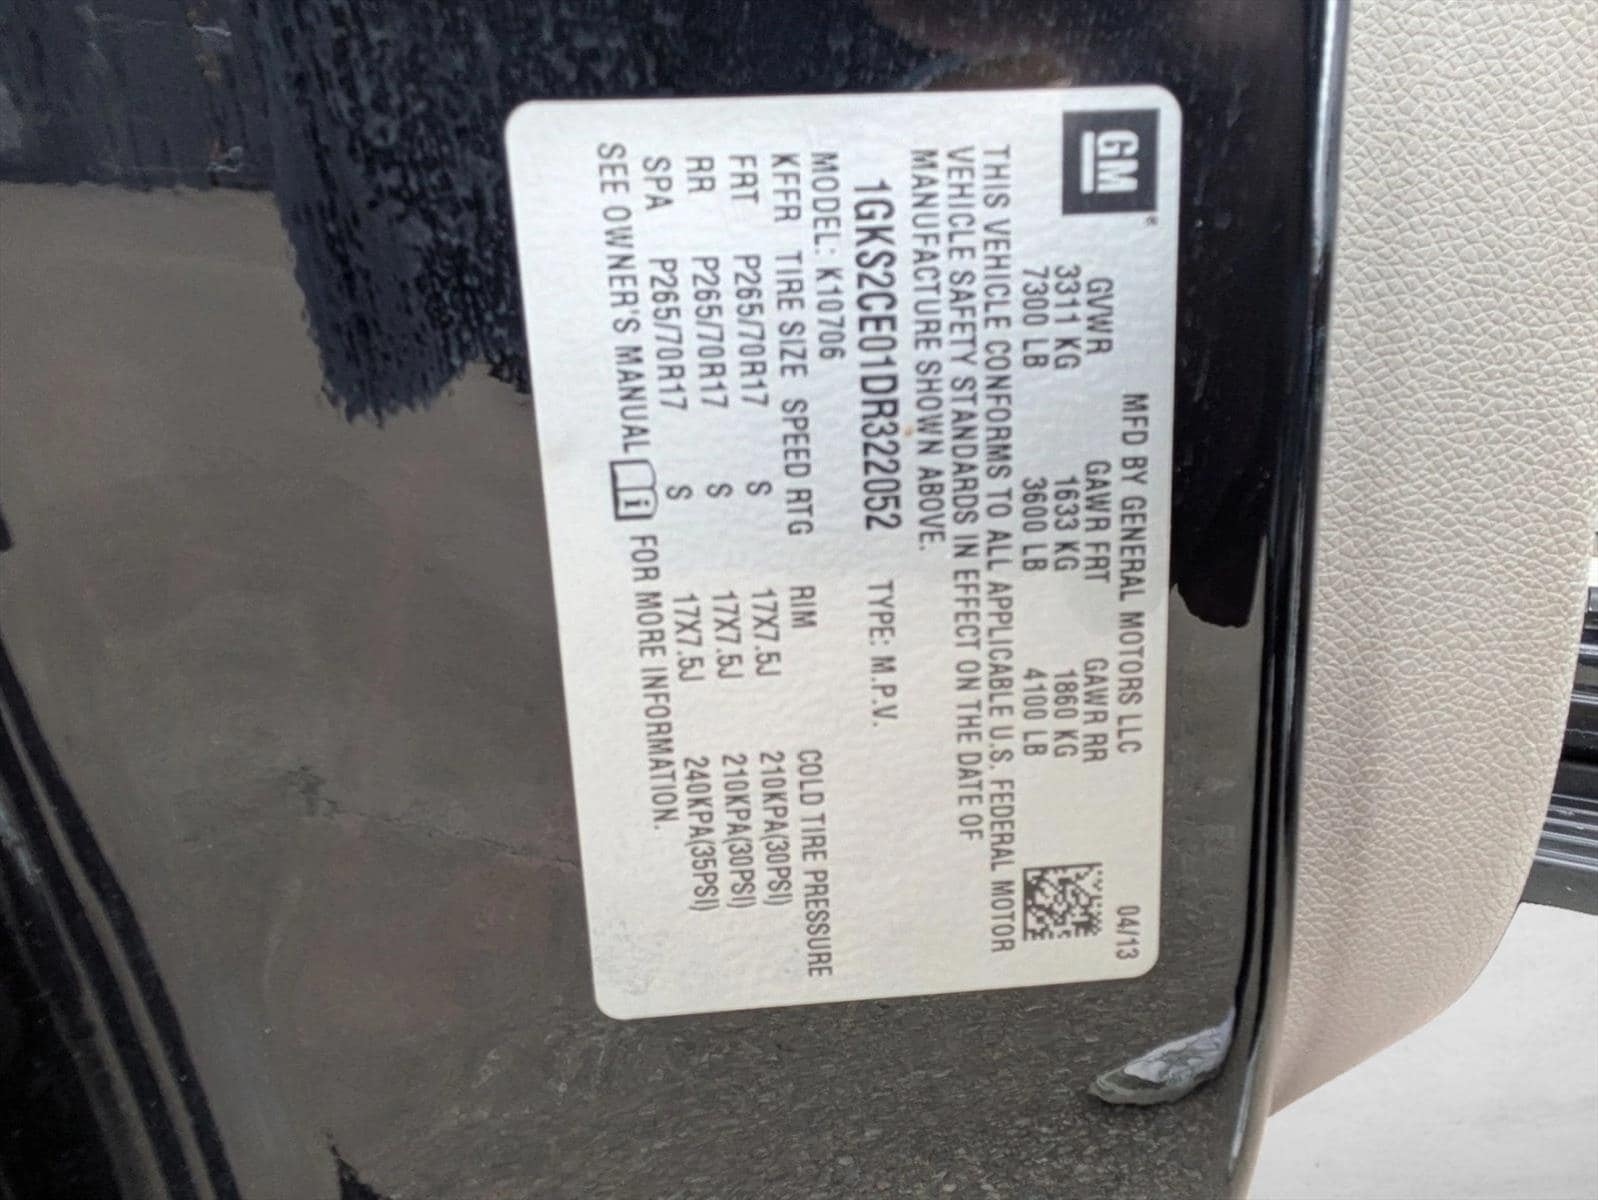 GM®
MFD BY GENERAL MOTORS LLC 04/13
GVWR GAWR FRT GAWR RR
3311 KG 1633 KG 1860 KG
7300 LB 3600 LB 4100 LB
THIS VEHICLE CONFORMS TO ALL APPLICABLE U.S. FEDERAL MOTOR
VEHICLE SAFETY STANDARDS IN EFFECT ON THE DATE OF
MANUFACTURE SHOWN ABOVE.
1GKS2CE01DR322052 TYPE: M.P.V.
MODEL: K10706
KFFR TIRE SIZE SPEED RTG RIM COLD TIRE PRESSURE
FRT P265/70R17 S 17X7.5J 210KPA(30PSI)
RR P265/70R17 S 17X7.5J 210KPA(30PSI)
SPA P265/70R17 S 17X7.5J 240KPA(35PSI)
SEE OWNER'S MANUAL i FOR MORE INFORMATION.